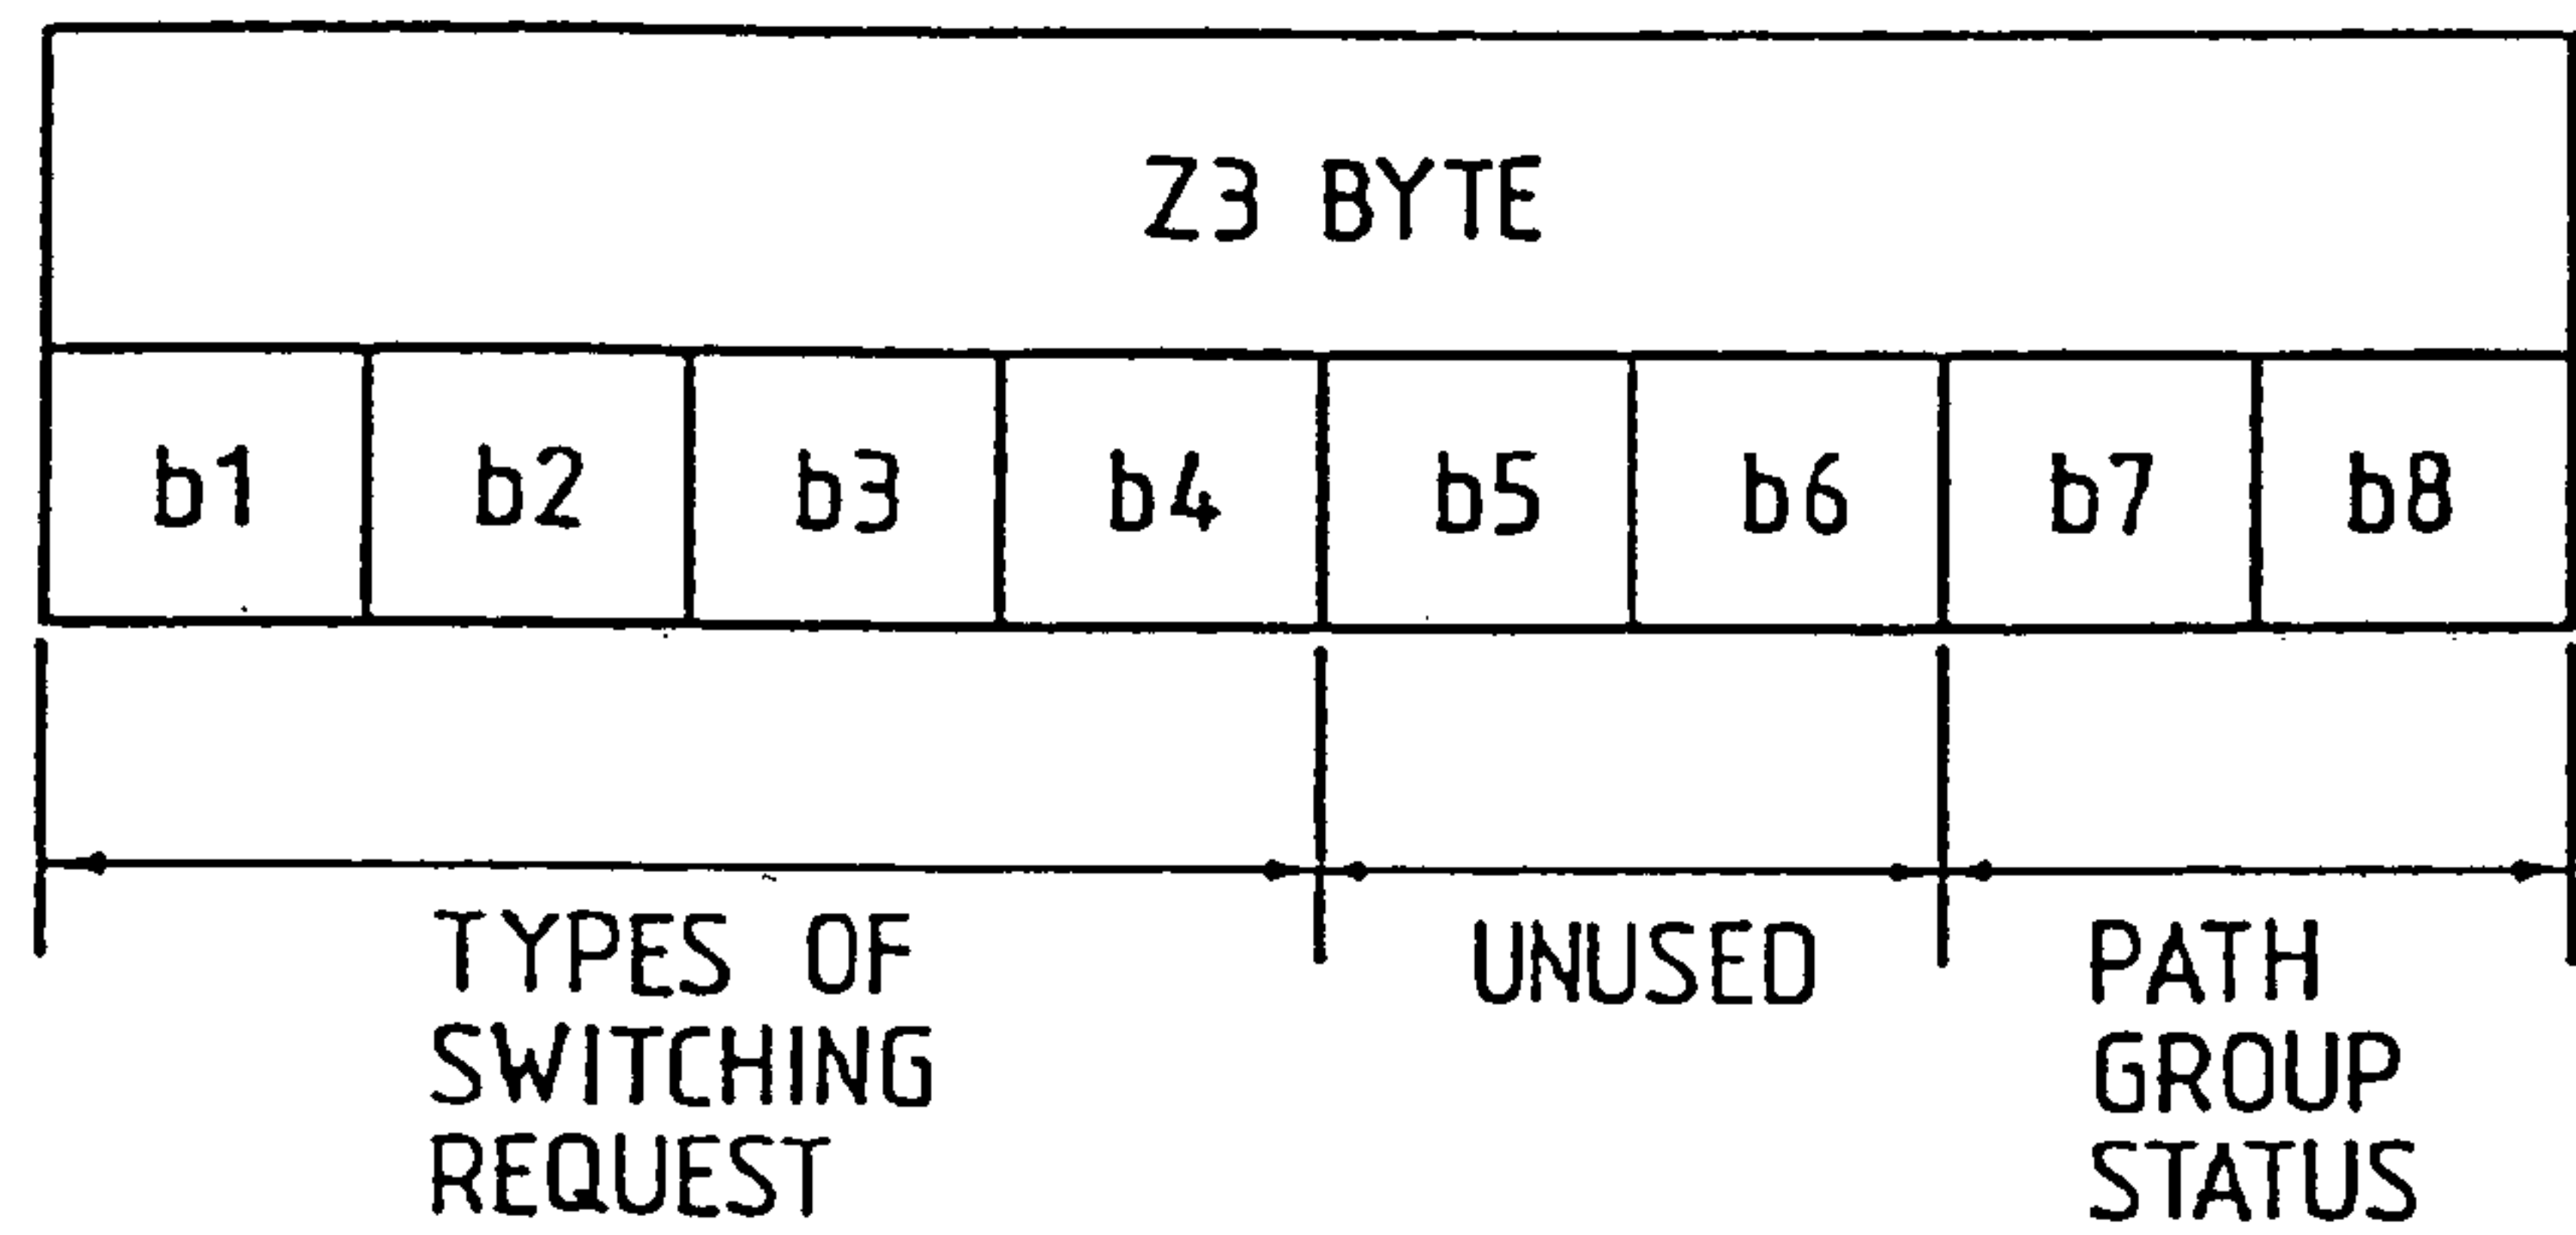 Z3 BYTE
b1 b2 b3 b4 b5 b6 b7 b8
TYPES OF
SWITCHING
REQUEST
UNUSED
PATH
GROUP
STATUS